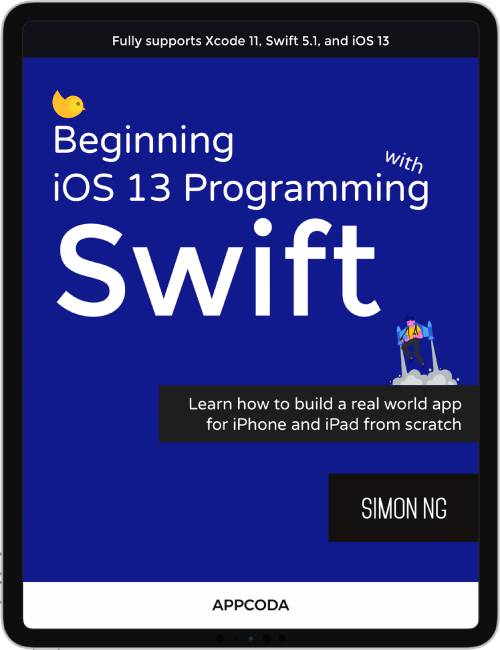 Fully supports Xcode 11, Swift 5.1, and iOS 13
Beginning
with
iOS 13 Programming
Swift
Learn how to build a real world app
for iPhone and iPad from scratch
SIMON NG
APPCODA